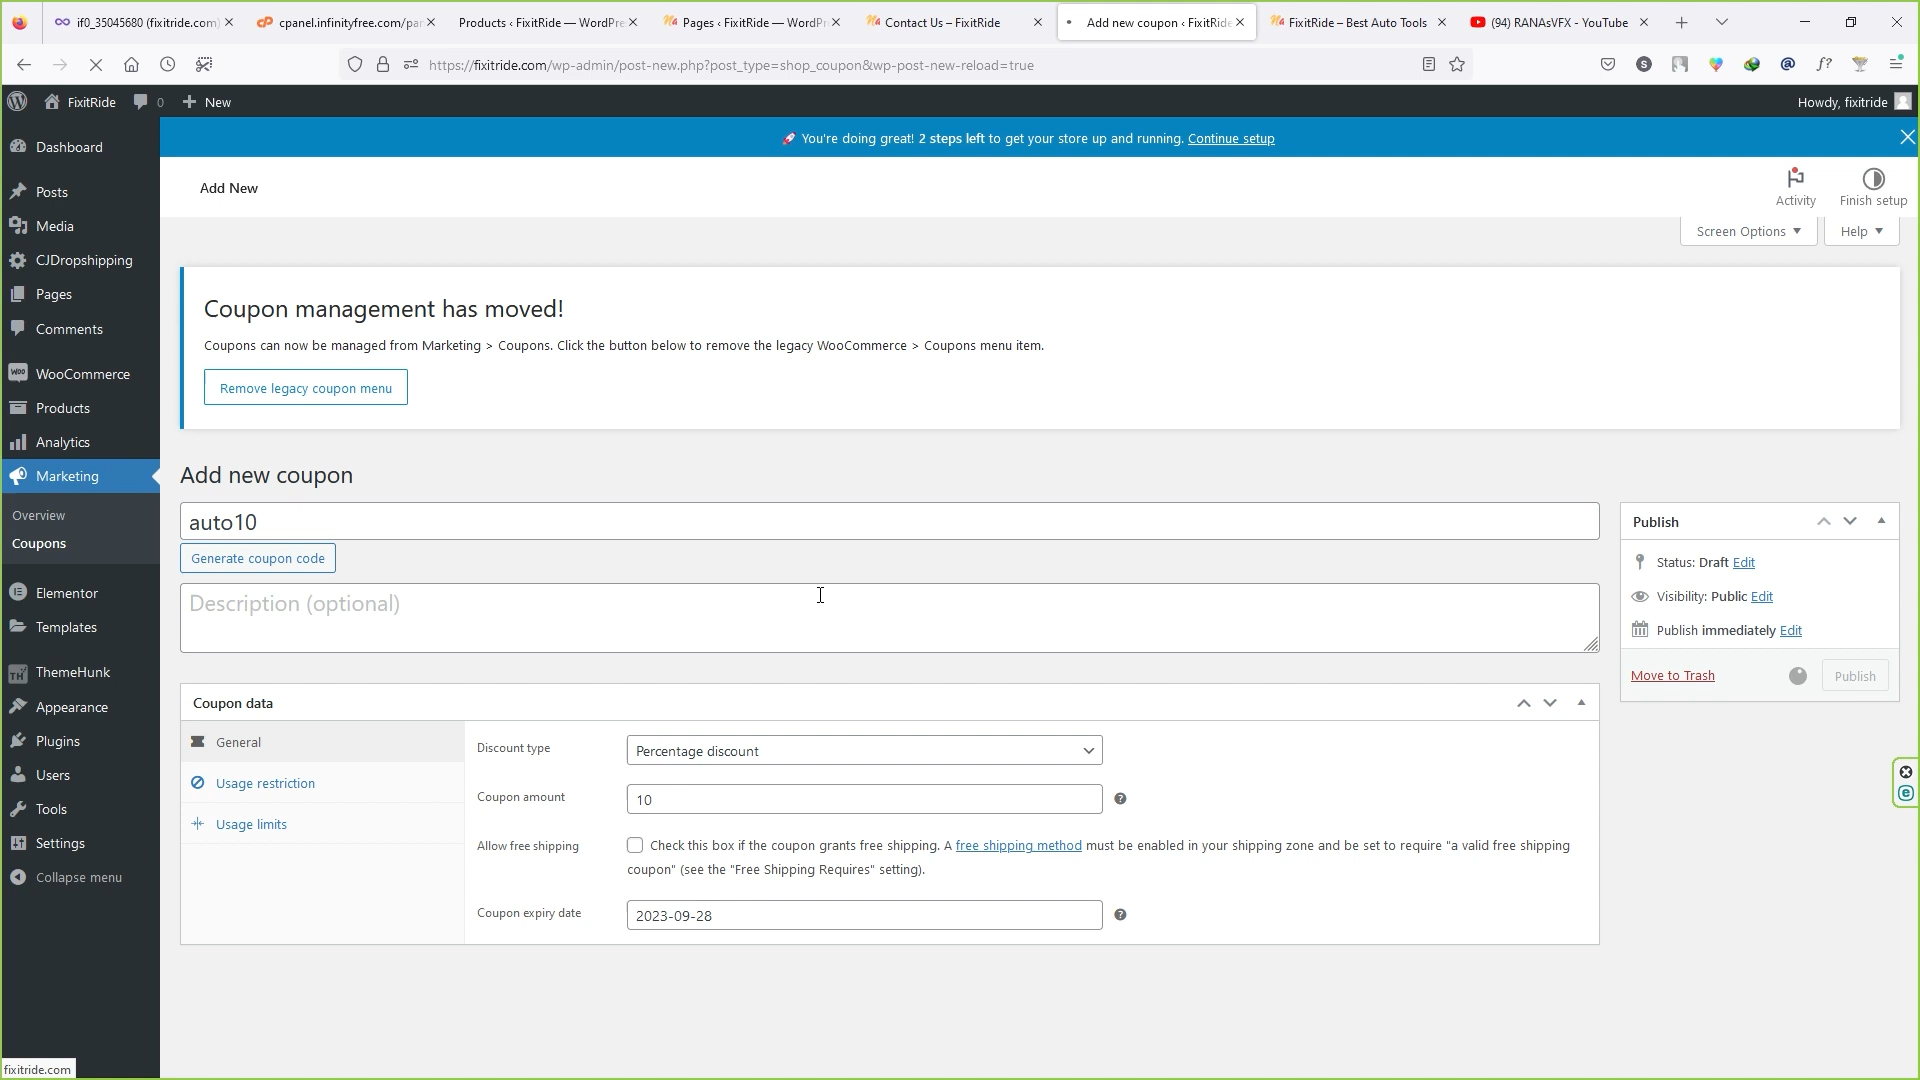 if0_35045680 (fixitride.com)
cpanel.infinityfree.com/pan
Products ‹ FixitRide — WordPre
Pages ‹ FixitRide — WordPr
Contact Us – FixitRide
Add new coupon ‹ FixitRide
FixitRide – Best Auto Tools
(94) RANAsVFX - YouTube
https://fixitride.com/wp-admin/post-new.php?post_type=shop_coupon&wp-post-new-reload=true
FixitRide
0
New
Howdy, fixitride
🚀 You're doing great! 2 steps left to get your store up and running. Continue setup
Dashboard
Posts
Media
CJDropshipping
Pages
Comments
WooCommerce
Products
Analytics
Marketing
Overview
Coupons
Elementor
Templates
ThemeHunk
Appearance
Plugins
Users
Tools
Settings
Collapse menu
fixitride.com
Add New
Activity
Finish setup
Screen Options
Help
Coupon management has moved!
Coupons can now be managed from Marketing > Coupons. Click the button below to remove the legacy WooCommerce > Coupons menu item.
Remove legacy coupon menu
Add new coupon
auto10
Generate coupon code
Description (optional)
Coupon data
General
Usage restriction
Usage limits
Discount type
Percentage discount
Coupon amount
10
Allow free shipping
Check this box if the coupon grants free shipping. A free shipping method must be enabled in your shipping zone and be set to require "a valid free shipping
coupon" (see the "Free Shipping Requires" setting).
Coupon expiry date
2023-09-28
Publish
Status: Draft Edit
Visibility: Public Edit
Publish immediately Edit
Move to Trash
Publish